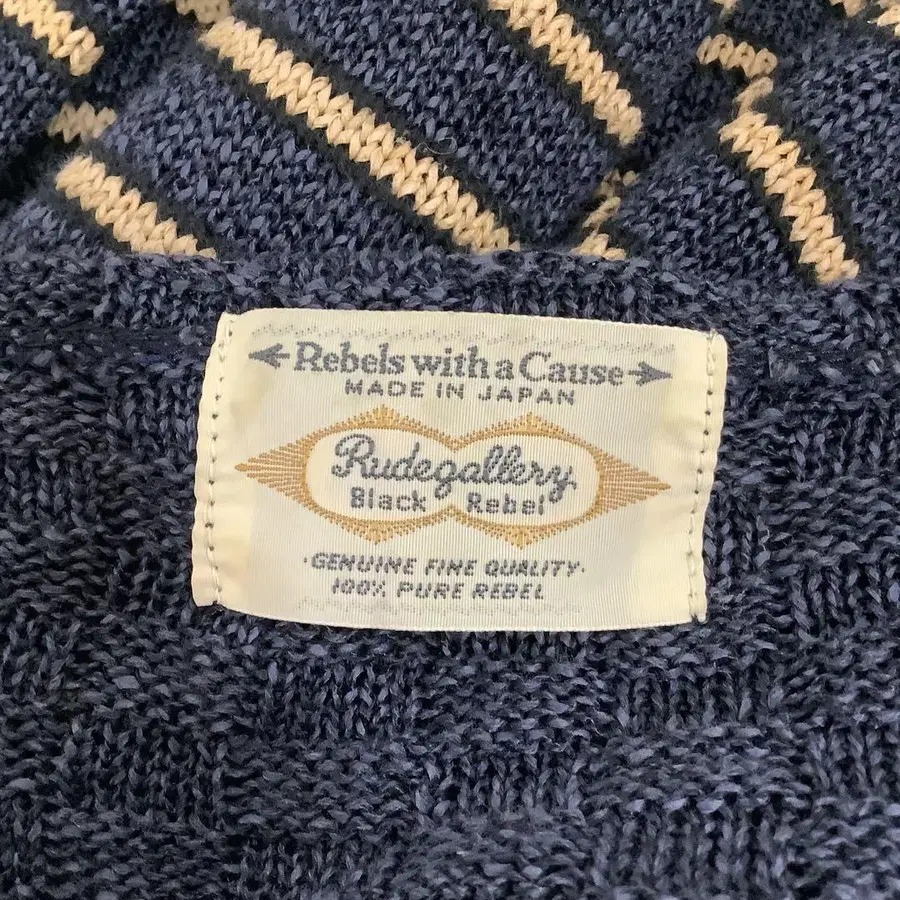 Rebels with a Cause
MADE IN JAPAN
Rudegallery
Black Rebel
·GENUINE FINE QUALITY·
100% PURE REBEL